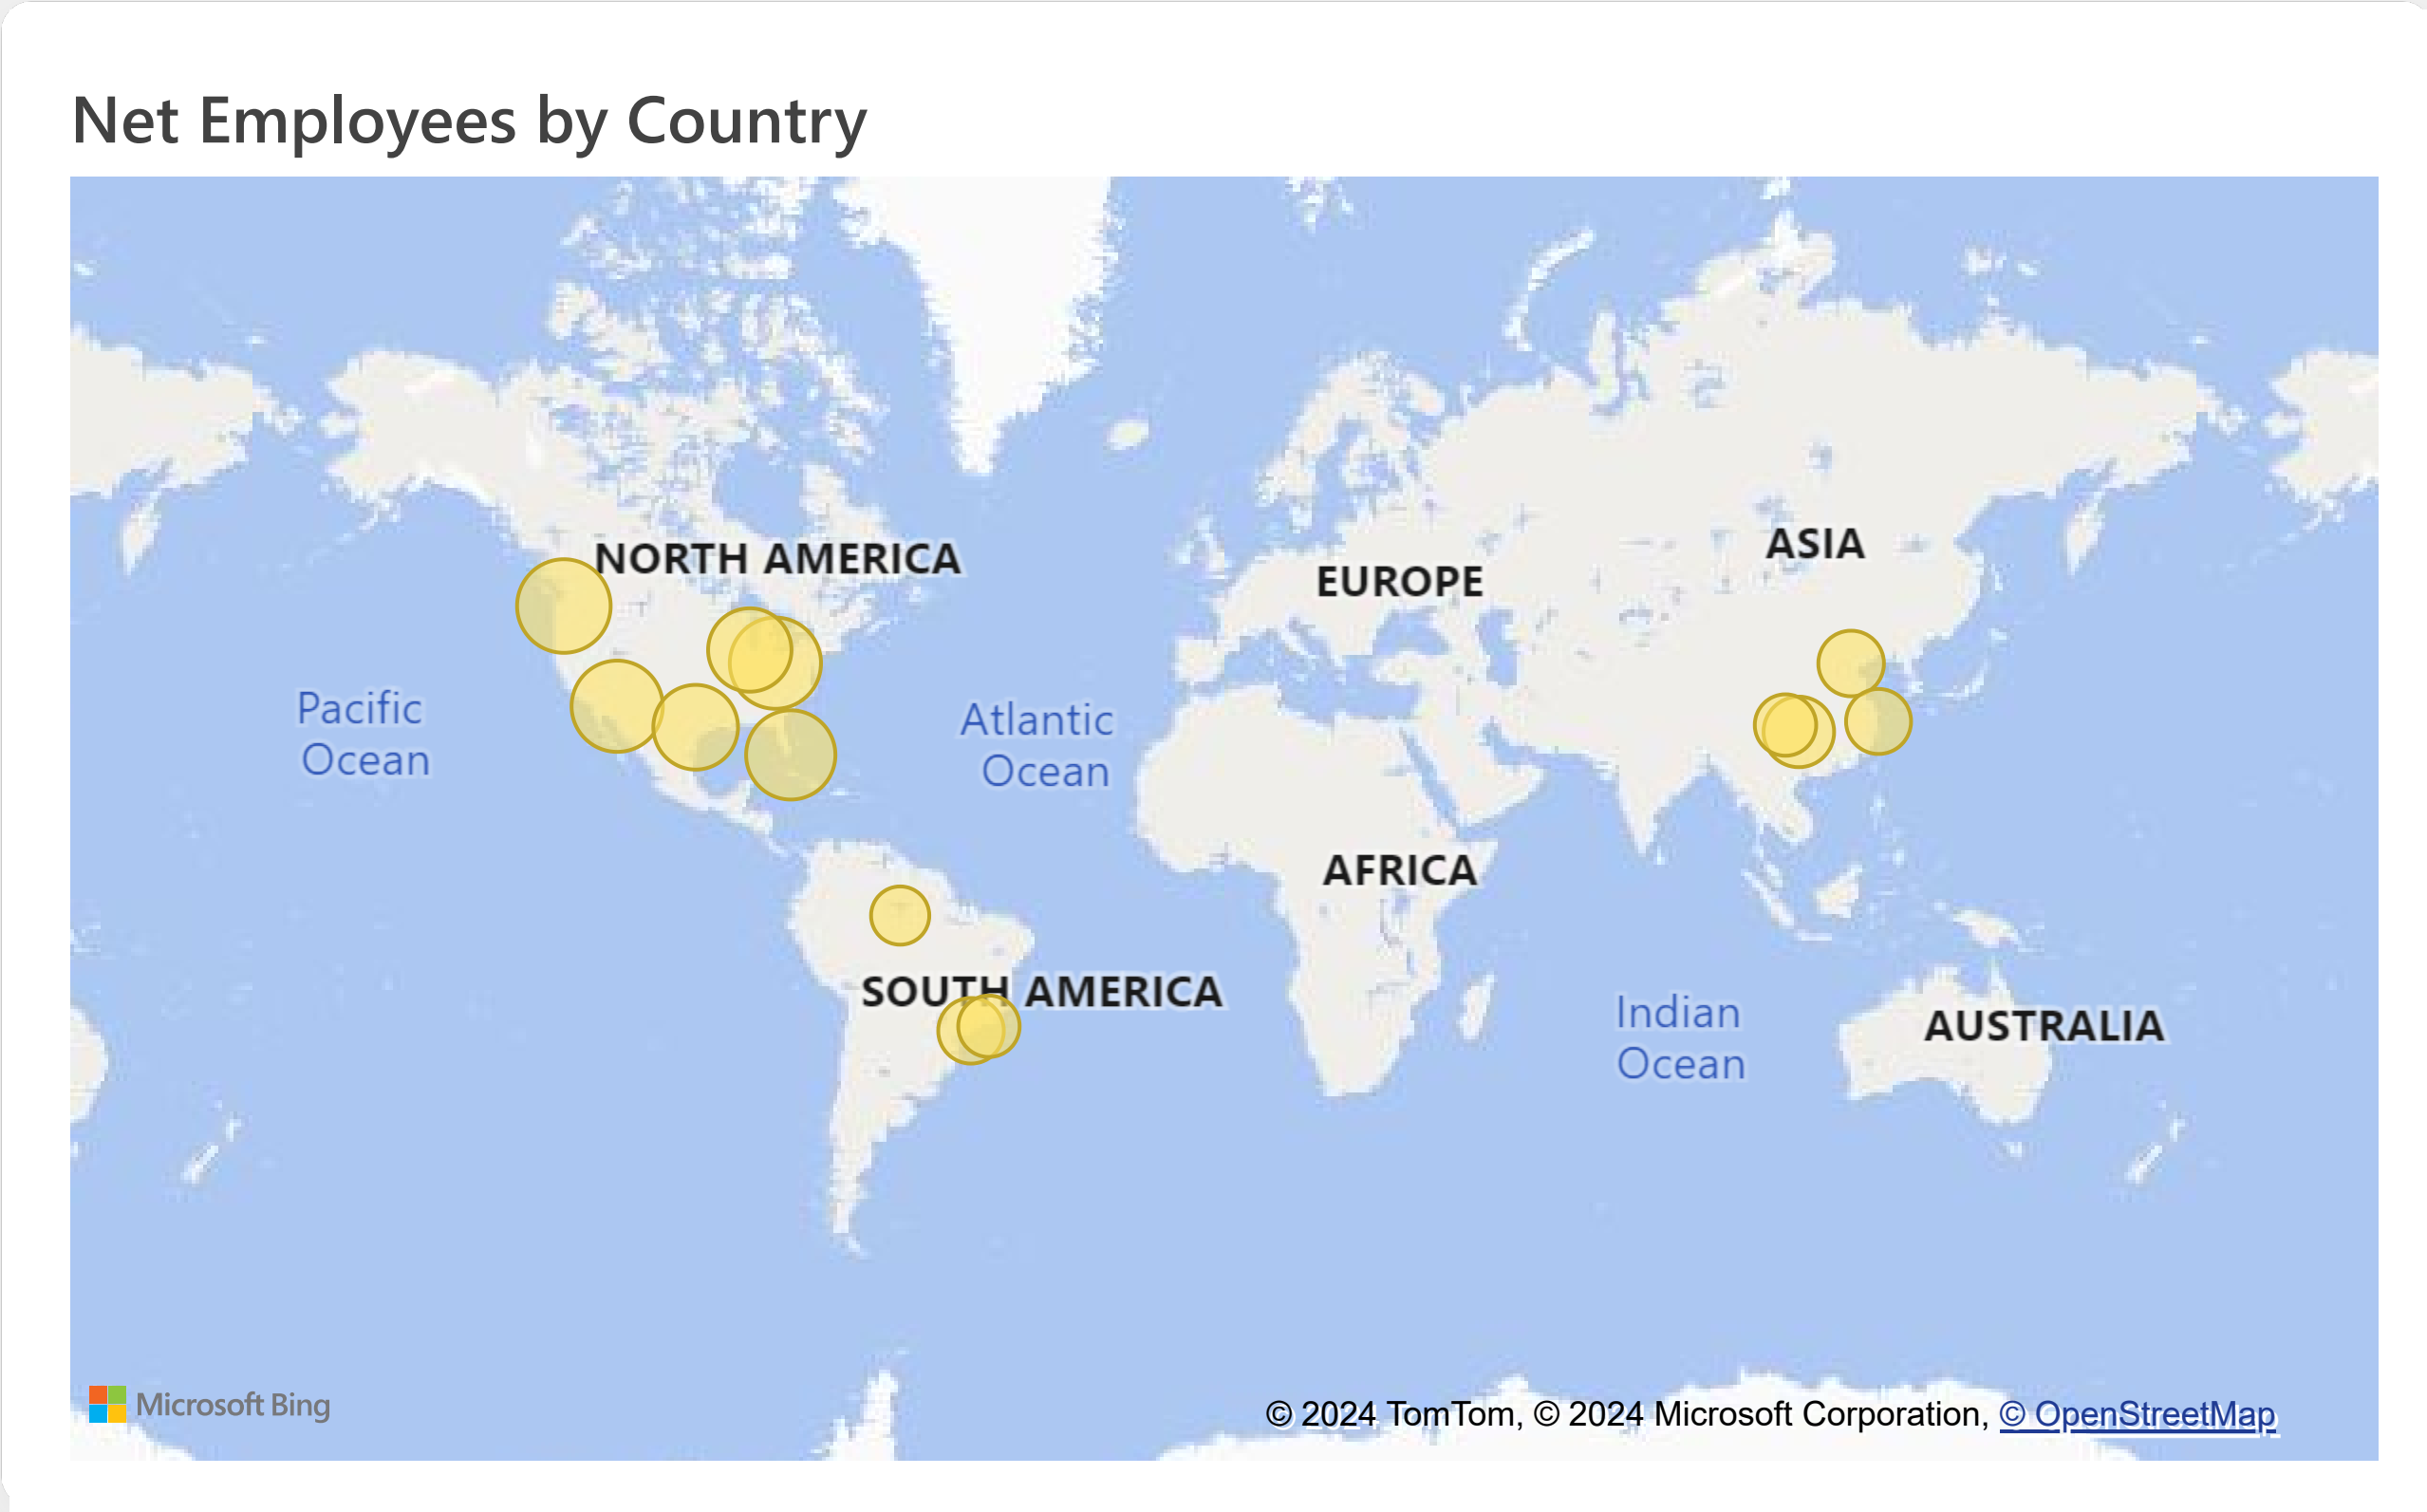 Net Employees by Country
NORTH AMERICA
EUROPE
ASIA
Pacific
Ocean
Atlantic
Ocean
AFRICA
SOUTH AMERICA
Indian
Ocean
AUSTRALIA
Microsoft Bing
© 2024 TomTom, © 2024 Microsoft Corporation, © OpenStreetMap